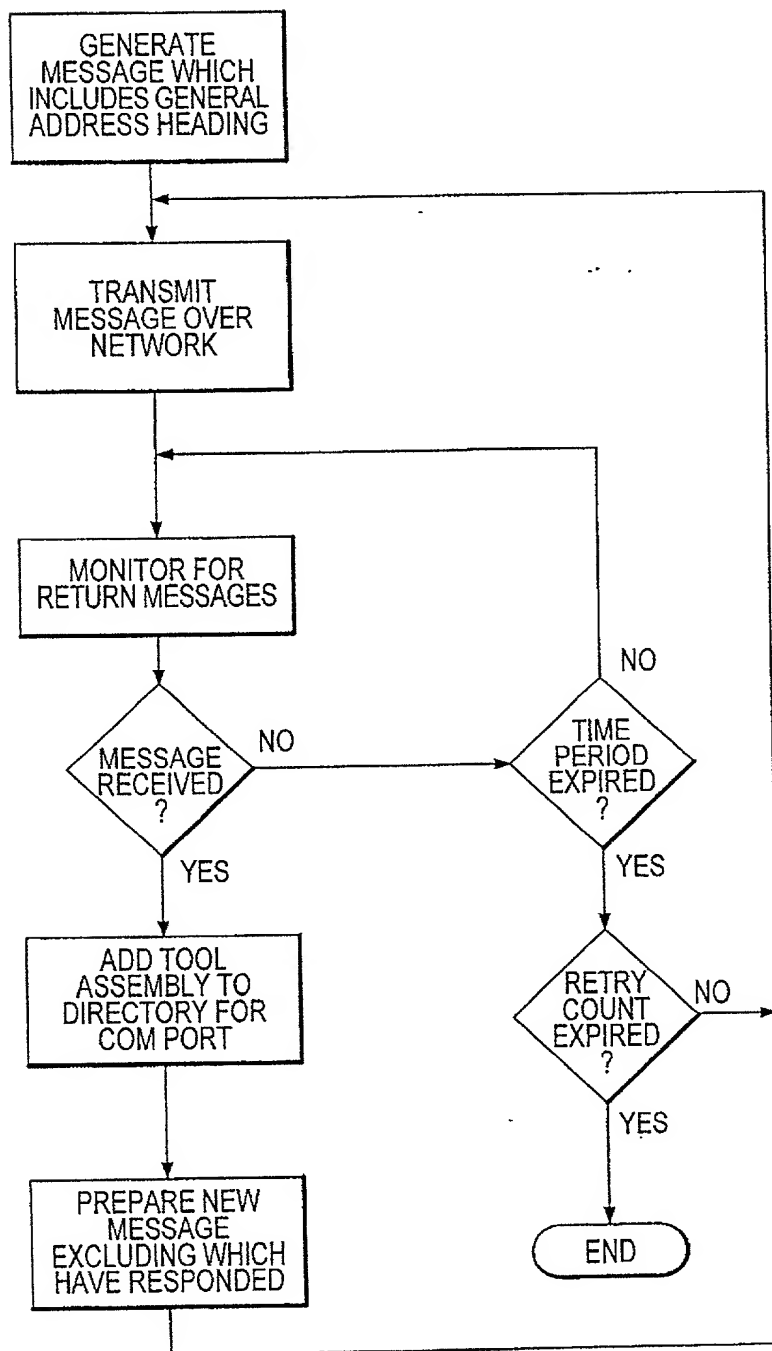 GENERATE
MESSAGE WHICH
INCLUDES GENERAL
ADDRESS HEADING
TRANSMIT
MESSAGE OVER
NETWORK
MONITOR FOR
RETURN MESSAGES
MESSAGE
RECEIVED
?
NO
YES
TIME
PERIOD
EXPIRED
?
NO
YES
ADD TOOL
ASSEMBLY TO
DIRECTORY FOR
COM PORT
RETRY
COUNT
EXPIRED
?
NO
YES
PREPARE NEW
MESSAGE
EXCLUDING WHICH
HAVE RESPONDED
END